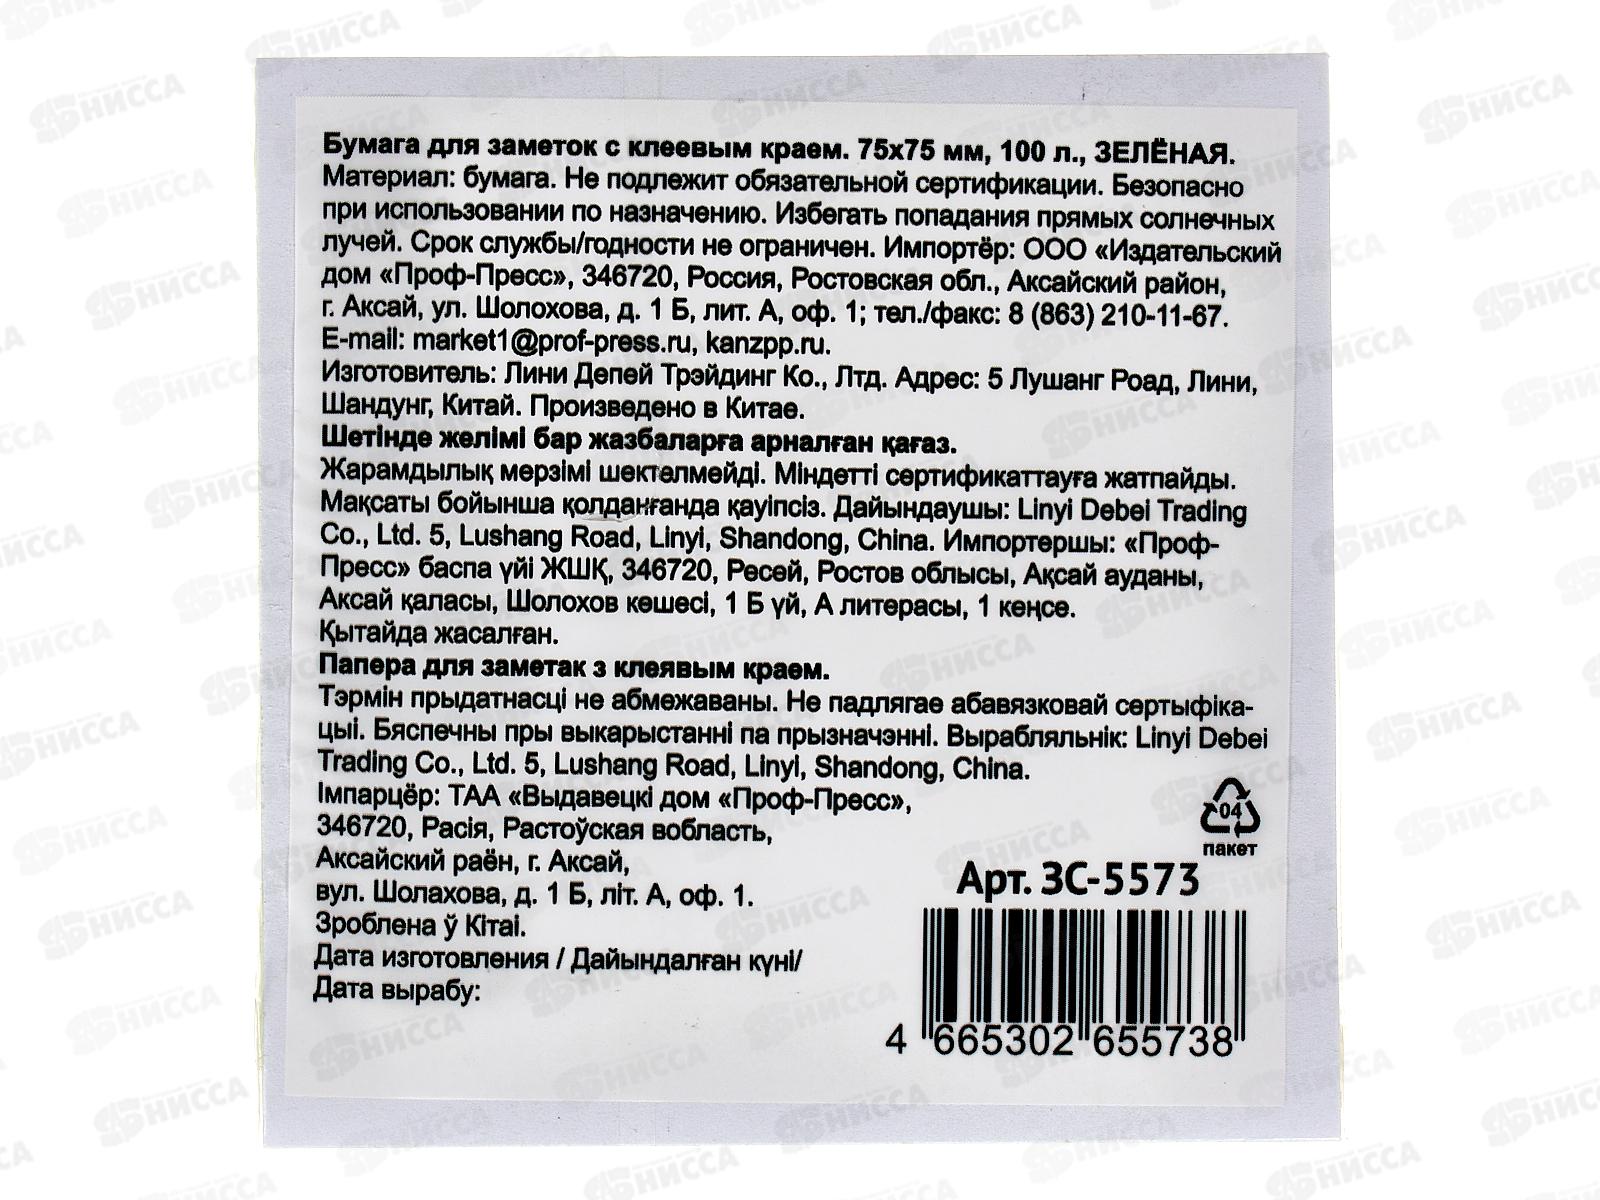 Бумага для заметок с клеевым краем. 75х75 мм, 100 л., ЗЕЛЁНАЯ.
Материал: бумага. Не подлежит обязательной сертификации. Безопасно
при использовании по назначению. Избегать попадания прямых солнечных
лучей. Срок службы/годности не ограничен. Импортёр: ООО «Издательский
дом «Проф-Пресс», 346720, Россия, Ростовская обл., Аксайский район,
г. Аксай, ул. Шолохова, д. 1 Б, лит. А, оф. 1; тел./факс: 8 (863) 210-11-67.
E-mail: market1@prof-press.ru, kanzpp.ru.
Изготовитель: Лини Депей Трэйдинг Ко., Лтд. Адрес: 5 Лушанг Роад, Лини,
Шандунг, Китай. Произведено в Китае.
Шетінде желімі бар жазбаларға арналған қағаз.
Жарамдылық мерзімі шектелмейді. Міндетті сертификаттауға жатпайды.
Мақсаты бойынша қолданғанда қауіпсіз. Дайындаушы: Linyi Debei Trading
Co., Ltd. 5, Lushang Road, Linyi, Shandong, China. Импортершы: «Проф-
Пресс» баспа үйі ЖШҚ, 346720, Ресей, Ростов облысы, Ақсай ауданы,
Аксай қаласы, Шолохов көшесі, 1 Б үй, А литерасы, 1 кеңсе.
Қытайда жасалған.
Папера для заметак з клеявым краем.
Тэрмін прыдатнасці не абмежаваны. Не падлягае абавязковай сертыфіка-
цыі. Бяспечны пры выкарыстанні па прызначэнні. Вырабляльнік: Linyi Debei
Trading Co., Ltd. 5, Lushang Road, Linyi, Shandong, China.
Імпарцёр: ТАА «Выдавецкі дом «Проф-Пресс»,
346720, Расія, Растоўская вобласть,
Аксайский раён, г. Аксай,
вул. Шолахова, д. 1 Б, літ. А, оф. 1.
Зроблена ў Кітаі.
Дата изготовления / Дайындалған күні/
Дата вырабу:
04
пакет
Арт. ЗС-5573
4 665302 655738
НИССА